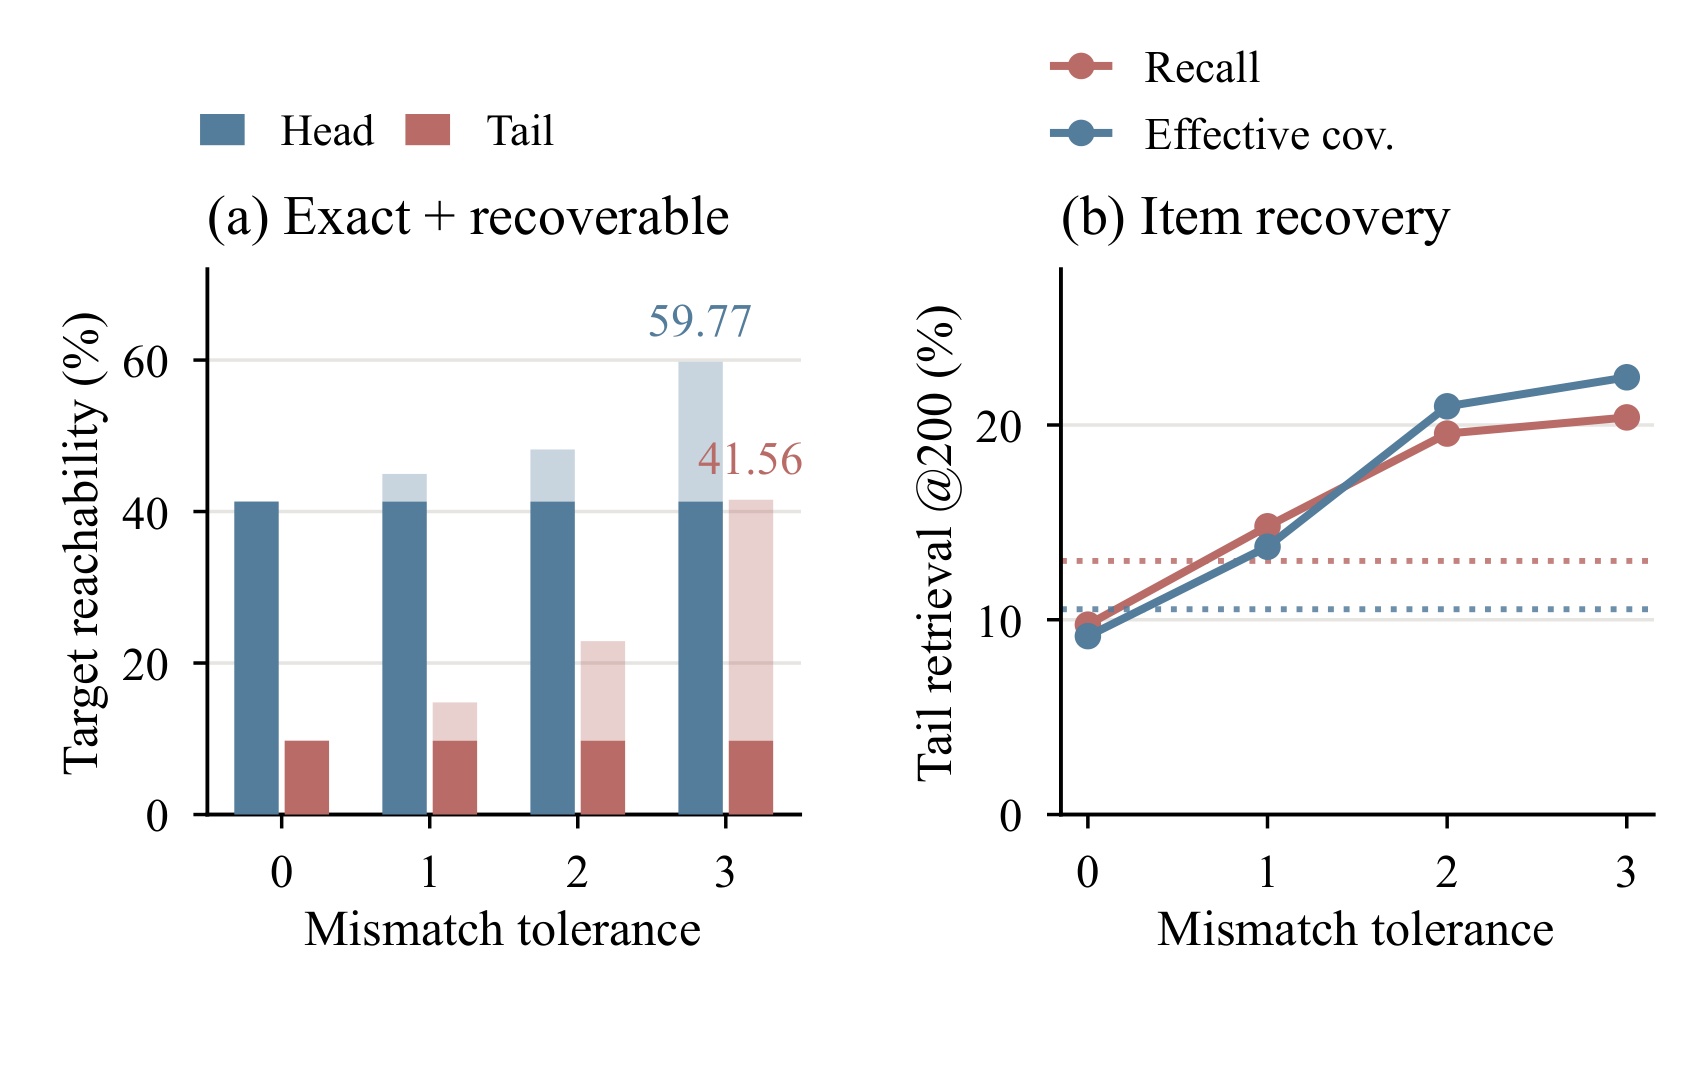 Head Tail
(a) Exact + recoverable
Target reachability (%)
60
40
20
0
59.77
41.56
0 1 2 3
Mismatch tolerance
Recall
Effective cov.
(b) Item recovery
Tail retrieval @200 (%)
20
10
0
0 1 2 3
Mismatch tolerance